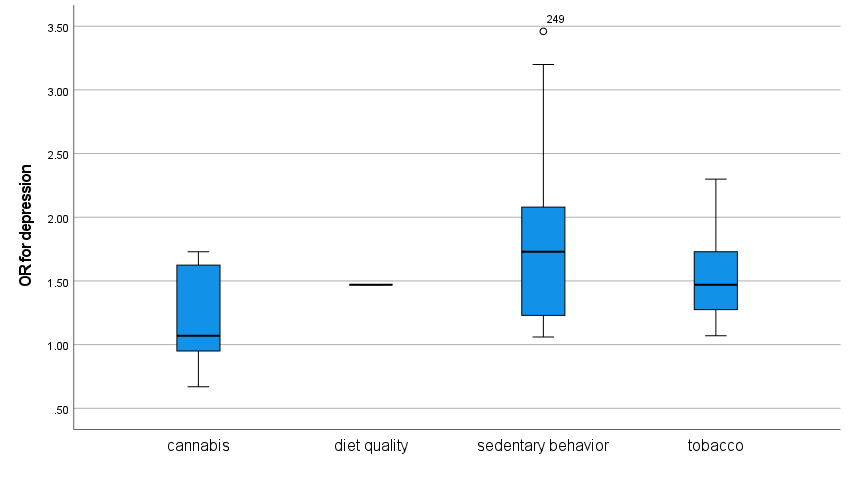 249
3.50
3.00
2.50
2.00
1.50
1.00
.50
OR for depression
cannabis
diet quality
sedentary behavior
tobacco